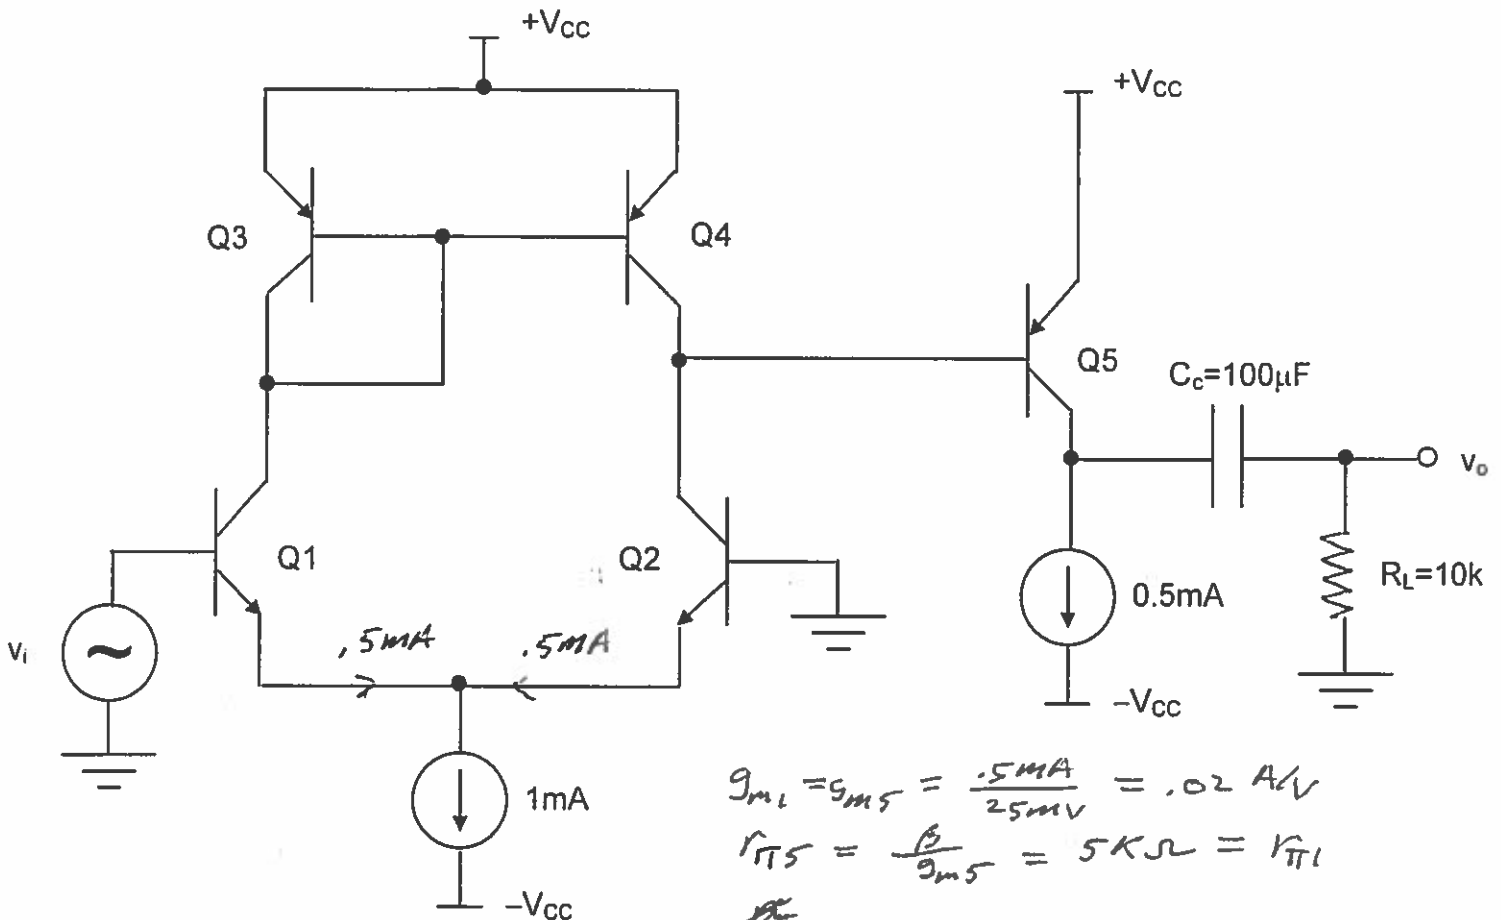 +VCC
+VCC
Q3
Q4
Q5
Cc=100μF
vo
Q1
Q2
RL=10k
0.5mA
vi
.5mA
.5mA
–VCC
1mA
gm1 = gm5 = .5mA / 25mV = .02 A/V
rπ5 = β / gm5 = 5KΩ = rπ1
–VCC